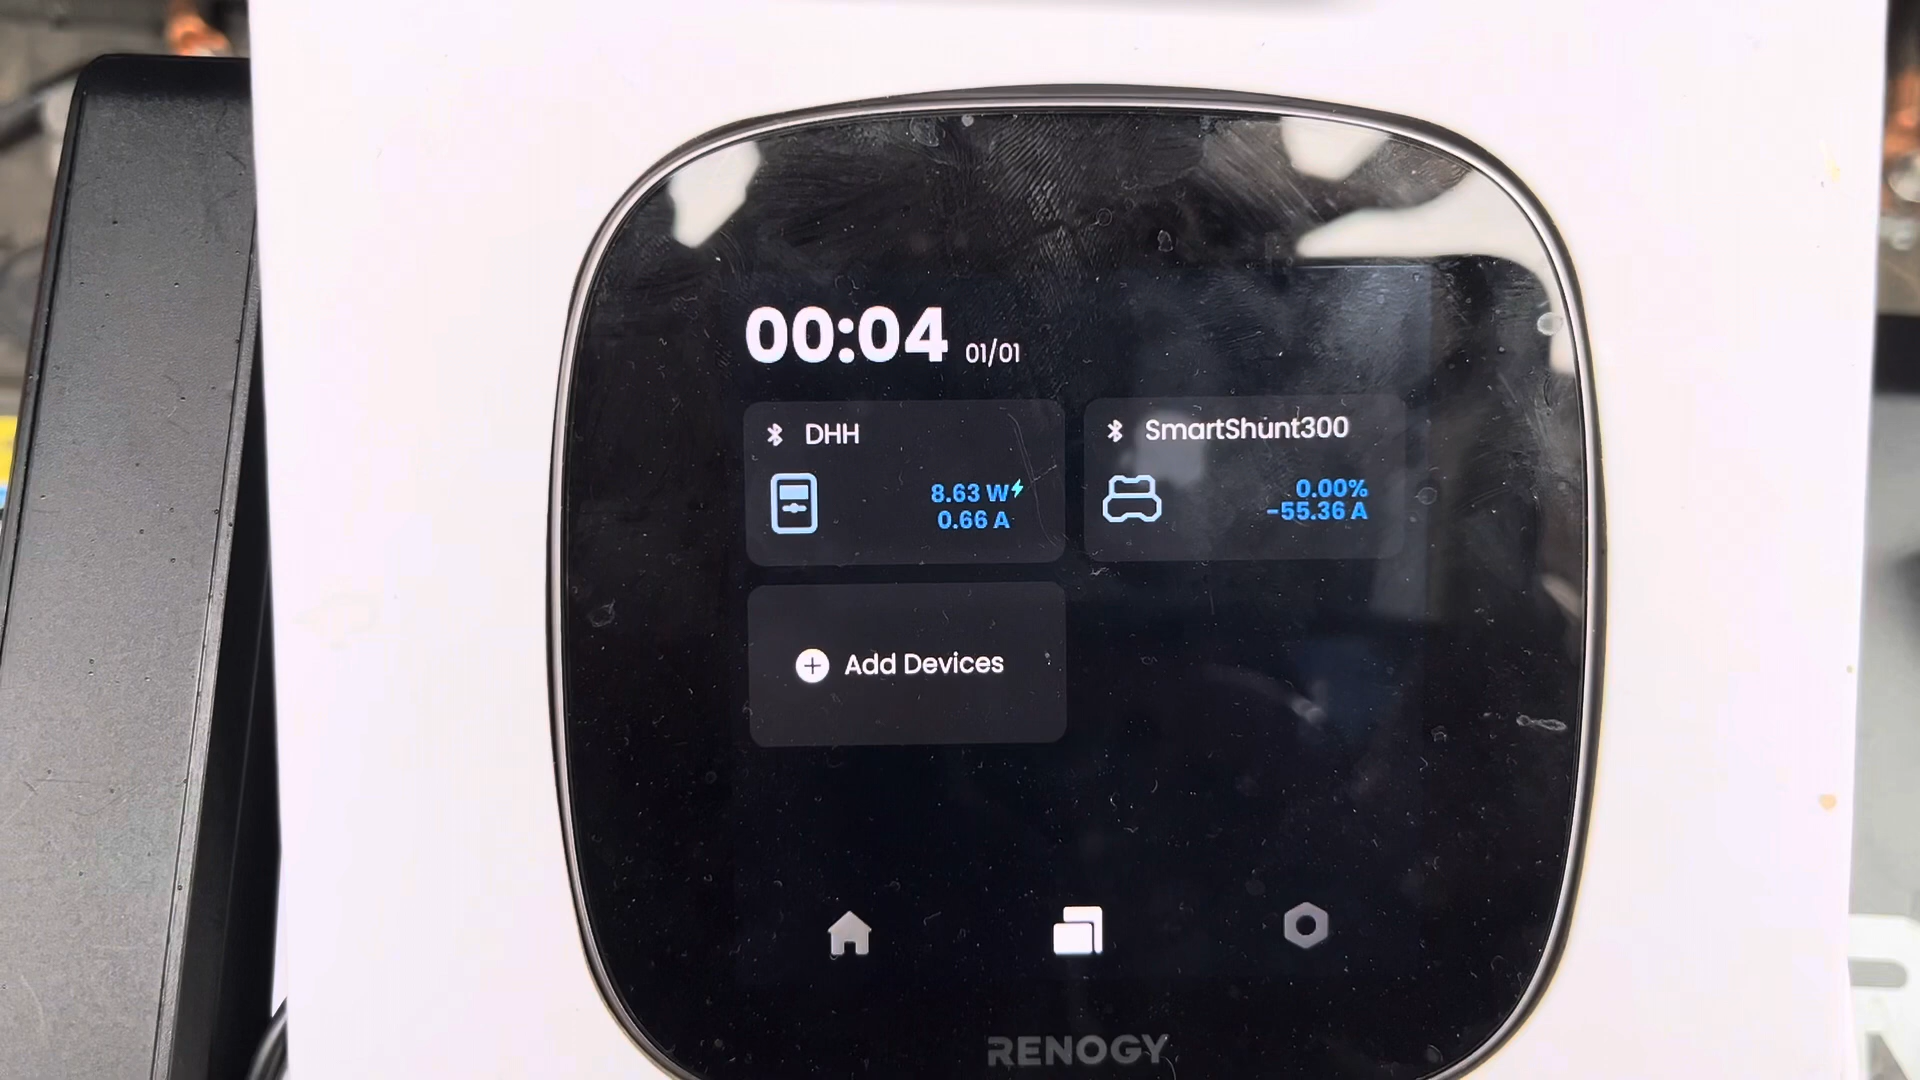 00:04 01/01
DHH
8.63 W
0.66 A
SmartShunt300
0.00%
-55.36 A
Add Devices
RENOGY